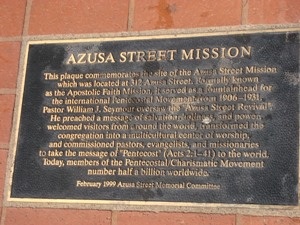 AZUSA STREET MISSION
This plaque commemorates the site of the Azusa Street Mission
which was located at 312 Azusa Street. Formally known
as the Apostolic Faith Mission, it served as a fountainhead for
the international Pentecostal Movement from 1906-1931.
Pastor William J. Seymour oversaw the "Azusa Street Revival".
He preached a message of salvation, holiness, and power,
welcomed visitors from around the world, transformed the
congregation into a multicultural center of worship,
and commissioned pastors, evangelists, and missionaries
to take the message of "Pentecost" (Acts 2:1-41) to the world.
Today, members of the Pentecostal/Charismatic Movement
number half a billion worldwide.
February 1999 Azusa Street Memorial Committee